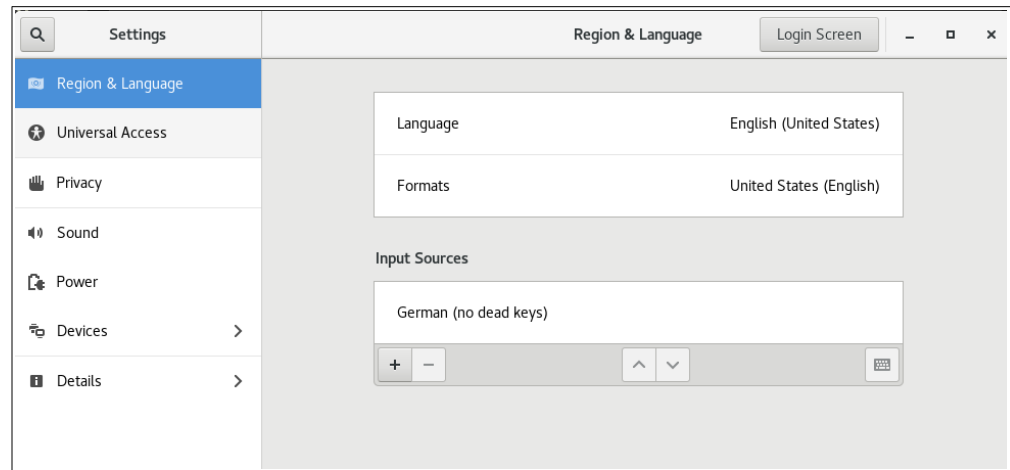 Settings
Region & Language
Login Screen
Region & Language
Universal Access
Privacy
Sound
Power
Devices
Details
Language
English (United States)
Formats
United States (English)
Input Sources
German (no dead keys)